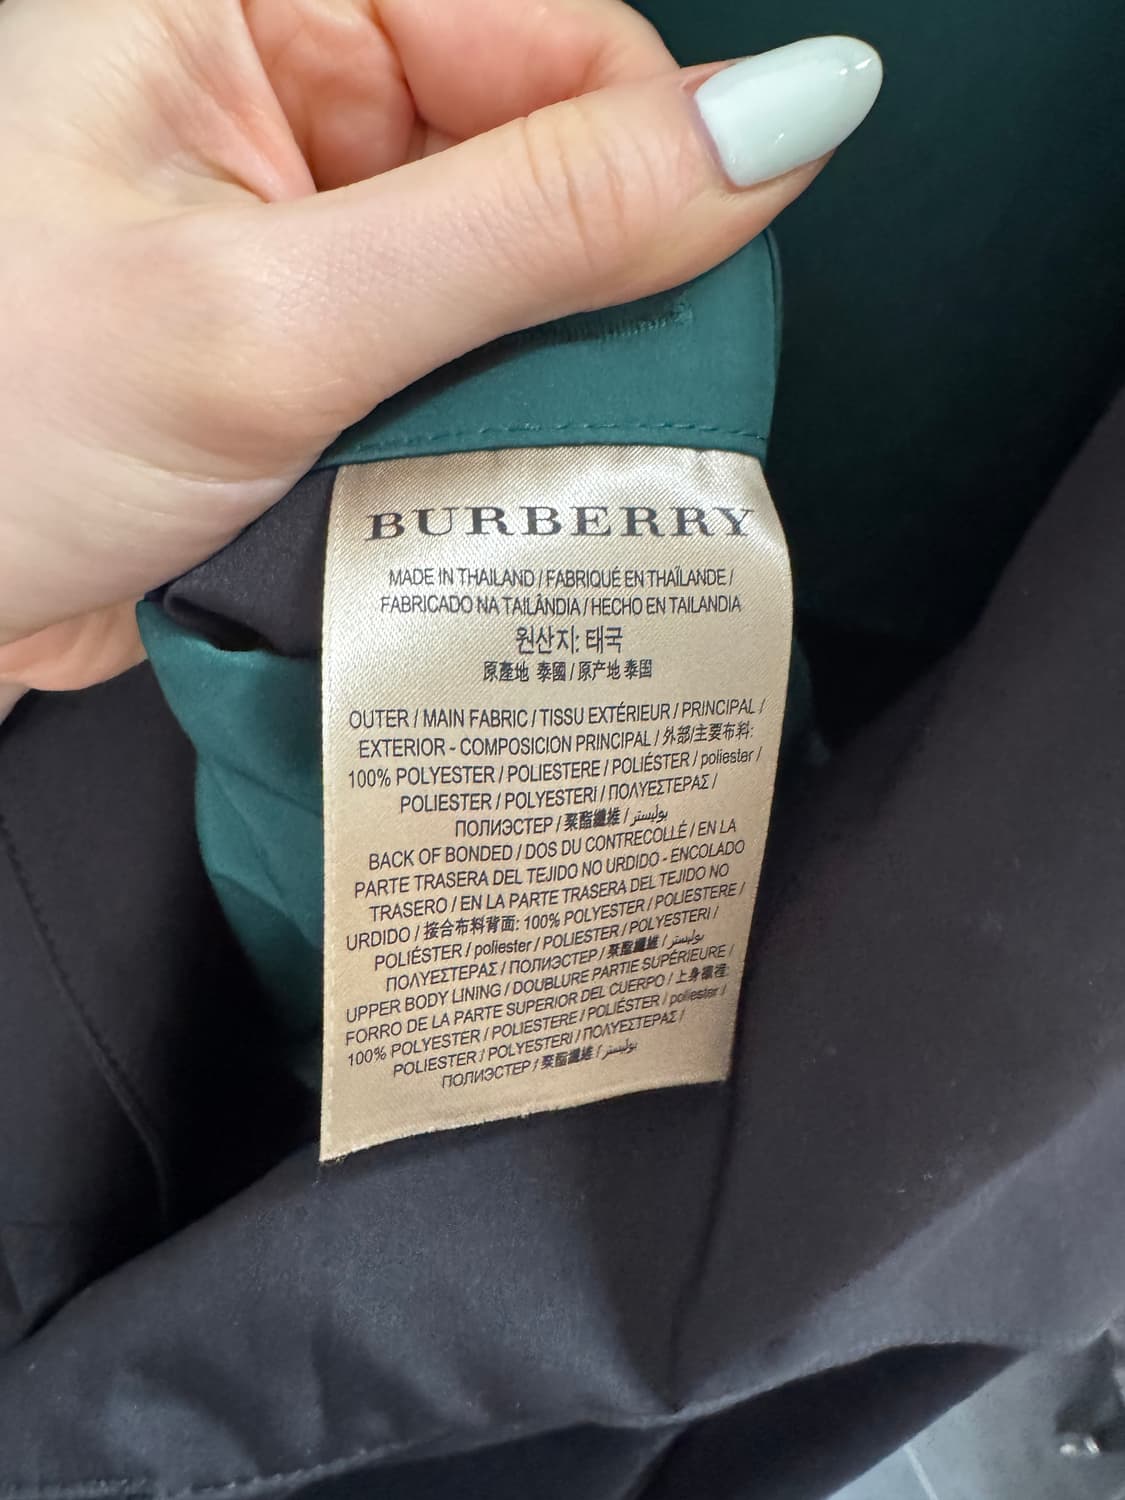 BURBERRY
MADE IN THAILAND / FABRIQUÉ EN THAÏLANDE /
FABRICADO NA TAILÂNDIA / HECHO EN TAILANDIA
원산지: 태국
原產地 泰國 / 原产地 泰国
OUTER / MAIN FABRIC / TISSU EXTÉRIEUR / PRINCIPAL /
EXTERIOR - COMPOSICION PRINCIPAL / 外部/主要布料:
100% POLYESTER / POLIESTERE / POLIÉSTER / poliester /
POLIESTER / POLYESTERI / ΠΟΛΥΕΣΤΕΡΑΣ /
ПОЛИЭСТЕР / 聚酯纖維 / بوليستر
BACK OF BONDED / DOS DU CONTRECOLLÉ / EN LA
PARTE TRASERA DEL TEJIDO NO URDIDO - ENCOLADO
TRASERO / EN LA PARTE TRASERA DEL TEJIDO NO
URDIDO / 接合布料背面: 100% POLYESTER / POLIESTERE /
POLIÉSTER / poliester / POLIESTER / POLYESTERI /
ΠΟΛΥΕΣΤΕΡΑΣ / ПОЛИЭСТЕР / 聚酯纖維 / بوليستر
UPPER BODY LINING / DOUBLURE PARTIE SUPÉRIEURE /
FORRO DE LA PARTE SUPERIOR DEL CUERPO / 上身襯裡:
100% POLYESTER / POLIESTERE / POLIÉSTER / poliester /
POLIESTER / POLYESTERI / ΠΟΛΥΕΣΤΕΡΑΣ /
ПОЛИЭСТЕР / 聚酯纖維 / بوليستر